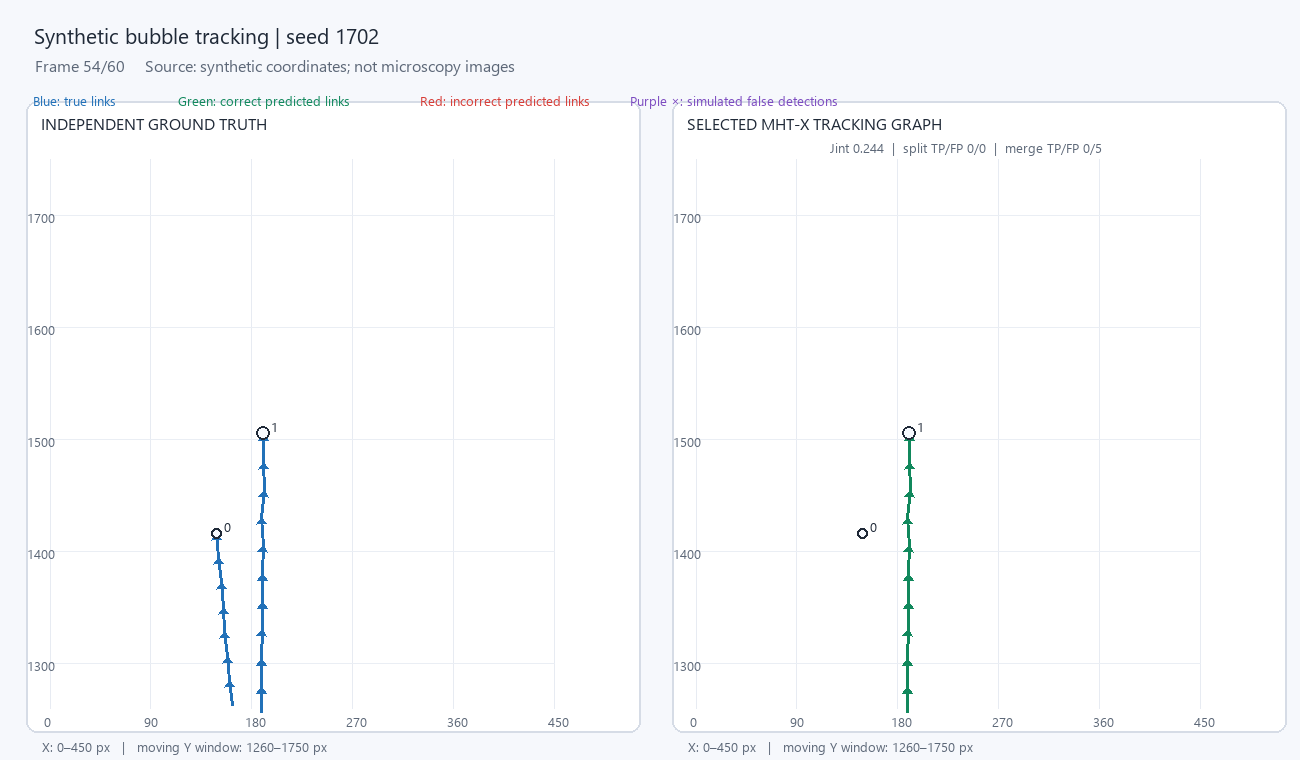 Synthetic bubble tracking | seed 1702
Frame 54/60 Source: synthetic coordinates; not microscopy images
Blue: true links Green: correct predicted links Red: incorrect predicted links Purple ×: simulated false detections
INDEPENDENT GROUND TRUTH
1700
1600
1500
1400
1300
1
0
0 90 180 270 360 450
X: 0–450 px | moving Y window: 1260–1750 px
SELECTED MHT-X TRACKING GRAPH
Jint 0.244 | split TP/FP 0/0 | merge TP/FP 0/5
1700
1600
1500
1400
1300
1
0
0 90 180 270 360 450
X: 0–450 px | moving Y window: 1260–1750 px